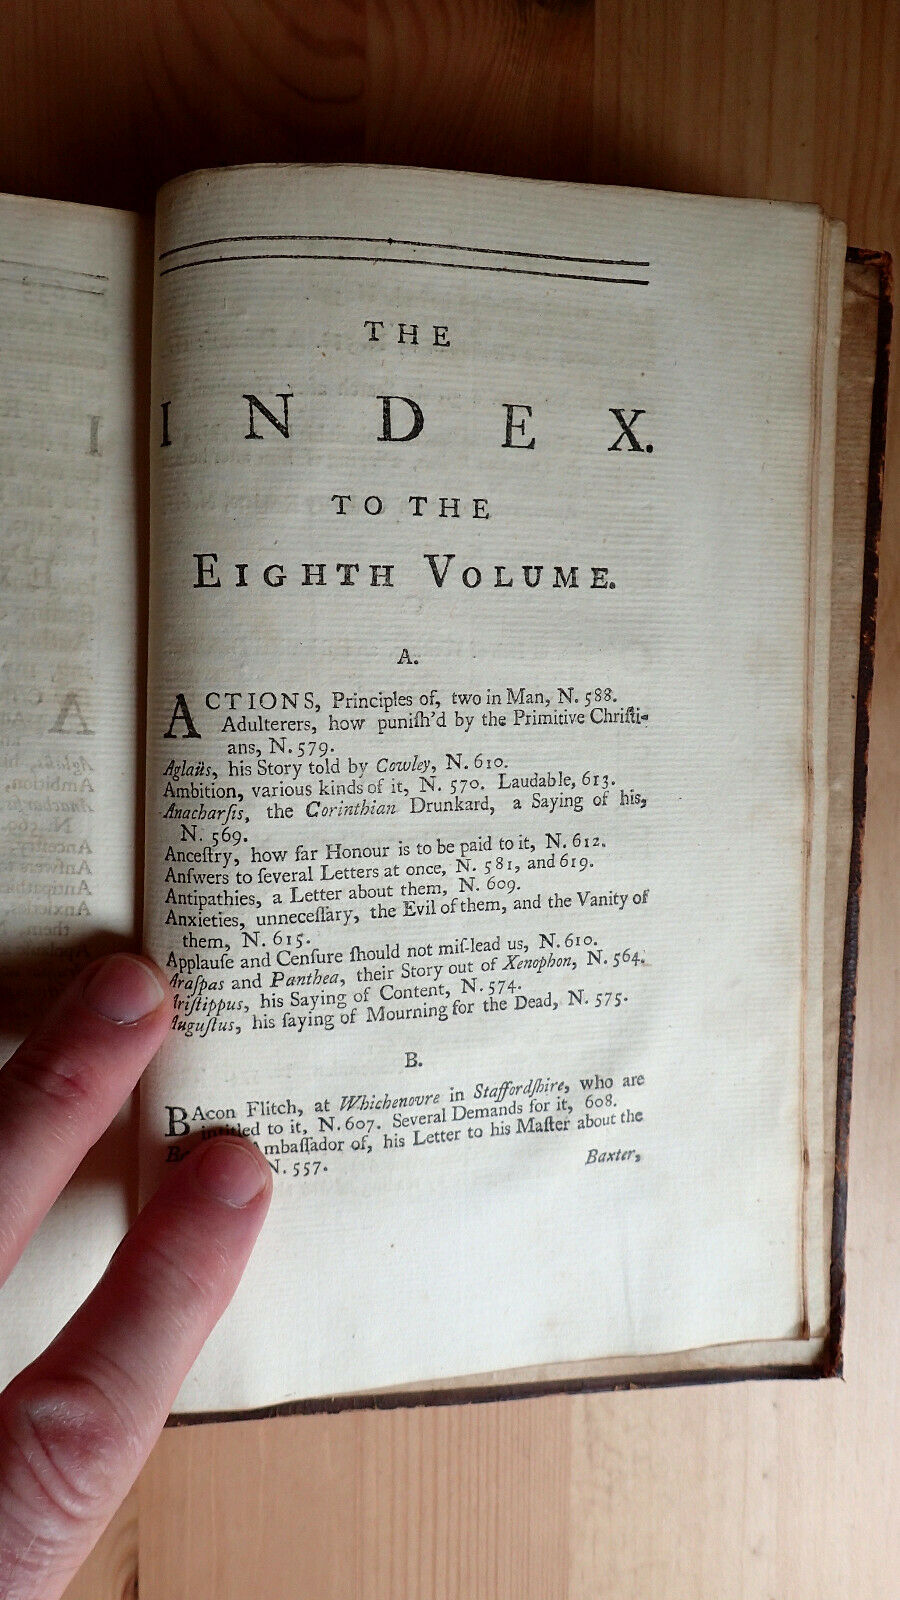 THE
INDEX.
TO THE
EIGHTH VOLUME.
A.
ACTIONS, Principles of, two in Man, N. 588.
Adulterers, how puniſh'd by the Primitive Chriſti-
ans, N. 579.
Aglaüs, his Story told by Cowley, N. 610.
Ambition, various kinds of it, N. 570. Laudable, 613.
Anacharſis, the Corinthian Drunkard, a Saying of his,
N. 569.
Anceſtry, how far Honour is to be paid to it, N. 612.
Anſwers to ſeveral Letters at once, N. 581, and 619.
Antipathies, a Letter about them, N. 609.
Anxieties, unneceſſary, the Evil of them, and the Vanity of
them, N. 615.
Applauſe and Cenſure ſhould not miſ-lead us, N. 610.
Araſpas and Panthea, their Story out of Xenophon, N. 564.
Ariſtippus, his Saying of Content, N. 574.
Auguſtus, his ſaying of Mourning for the Dead, N. 575.
B.
BAcon Flitch, at Whichenovre in Staffordſhire, who are
intitled to it, N. 607. Several Demands for it, 608.
Ambaſſador of, his Letter to his Maſter about the
N. 557.
Baxter,